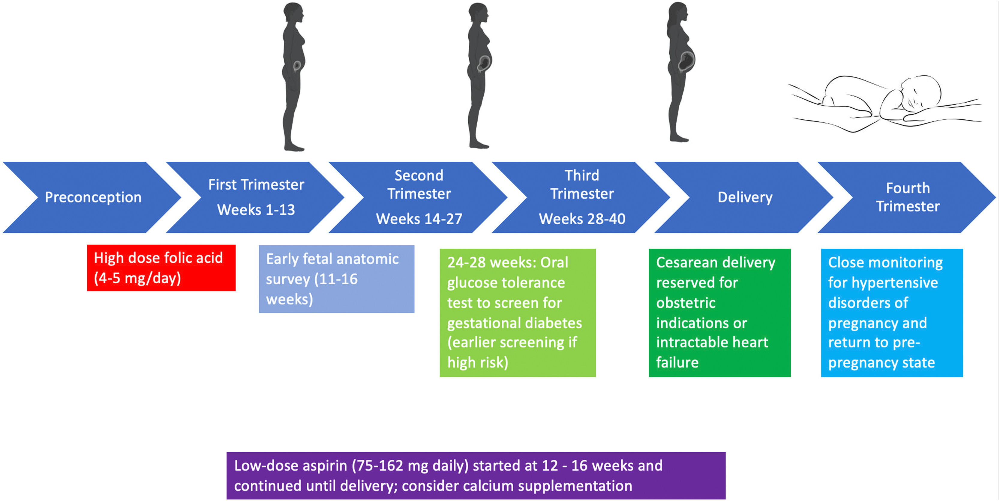 Preconception
First Trimester
Weeks 1-13
Second
Trimester
Weeks 14-27
Third
Trimester
Weeks 28-40
Delivery
Fourth
Trimester
High dose folic acid
(4-5 mg/day)
Early fetal anatomic
survey (11-16
weeks)
24-28 weeks: Oral
glucose tolerance
test to screen for
gestational diabetes
(earlier screening if
high risk)
Cesarean delivery
reserved for
obstetric
indications or
intractable heart
failure
Close monitoring
for hypertensive
disorders of
pregnancy and
return to pre-
pregnancy state
Low-dose aspirin (75-162 mg daily) started at 12 - 16 weeks and
continued until delivery; consider calcium supplementation